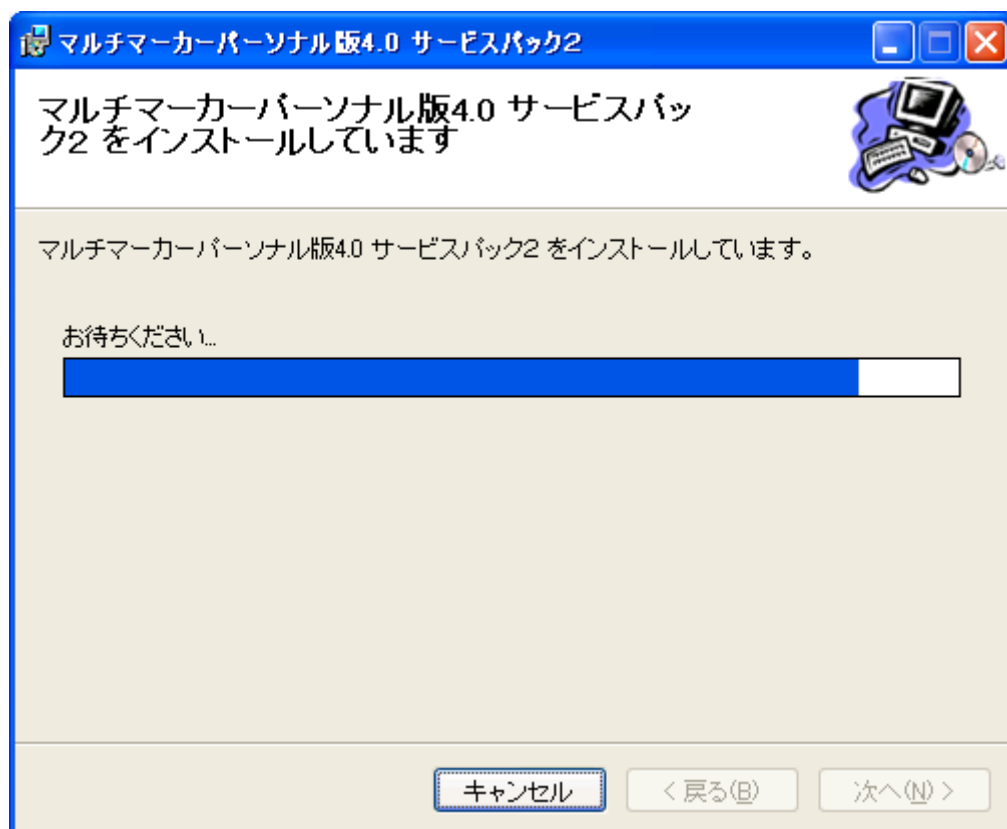 マルチマーカーパーソナル版4.0 サービスパック2
マルチマーカーパーソナル版4.0 サービスパッ
ク2 をインストールしています
マルチマーカーパーソナル版4.0 サービスパック2 をインストールしています。
お待ちください...
キャンセル
< 戻る(B)
次へ(N) >